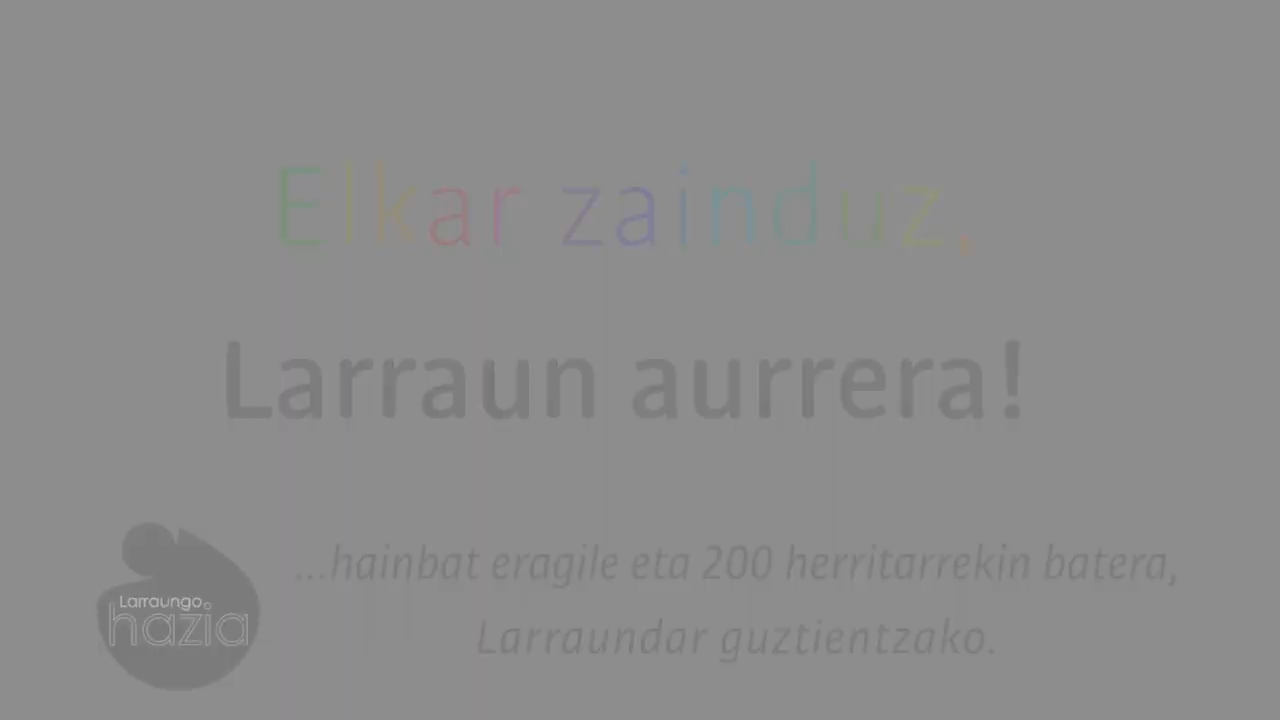 Elkar zainduz,
Larraun aurrera!
...hainbat eragile eta 200 herritarrekin batera,
Larraundar guztientzako.
Larraungo
hazia